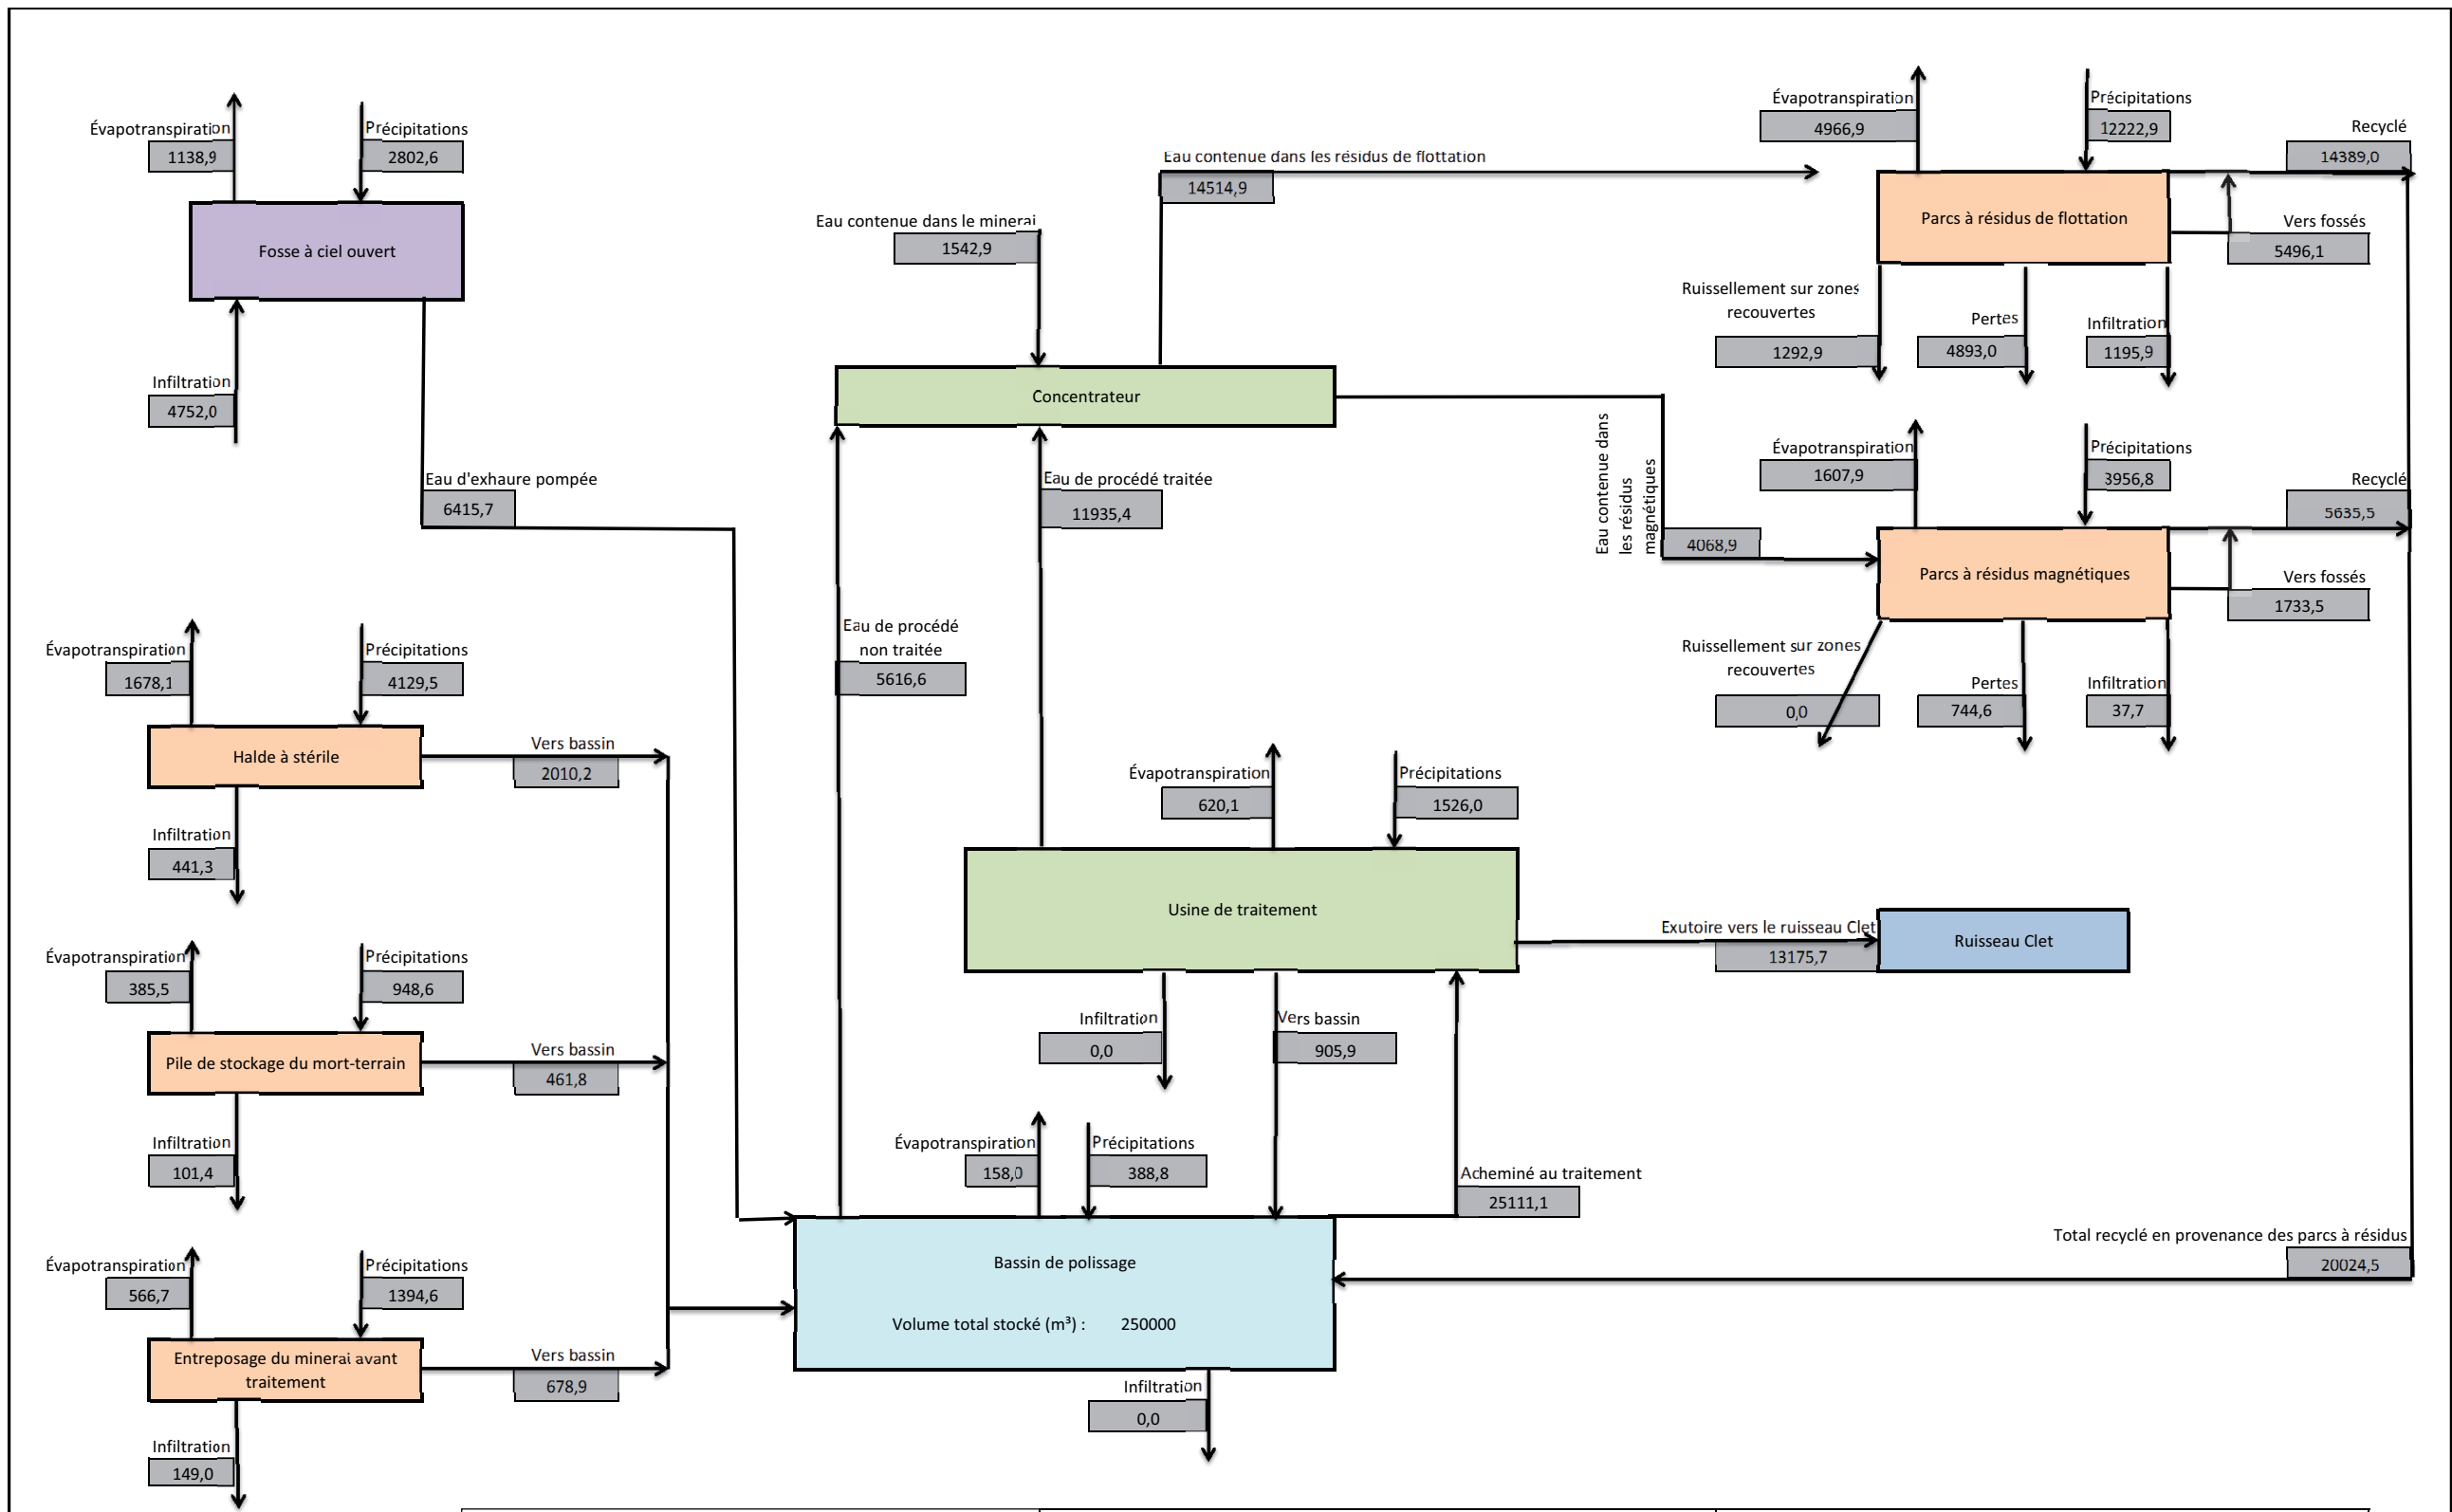 Évapotranspiration
1138,9
Précipitations
2802,6
Fosse à ciel ouvert
Infiltration
4752,0
Eau d'exhaure pompée
6415,7
Évapotranspiration
1678,1
Précipitations
4129,5
Halde à stérile
Vers bassin
2010,2
Infiltration
441,3
Évapotranspiration
385,5
Précipitations
948,6
Pile de stockage du mort-terrain
Vers bassin
461,8
Infiltration
101,4
Évapotranspiration
566,7
Précipitations
1394,6
Entreposage du minerai avant
traitement
Vers bassin
678,9
Infiltration
149,0
Eau contenue dans les résidus de flottation
14514,9
Eau contenue dans le minerai
1542,9
Concentrateur
Eau de procédé traitée
11935,4
Eau de procédé
non traitée
5616,6
Eau contenue dans
les résidus
magnétiques
4068,9
Évapotranspiration
620,1
Précipitations
1526,0
Usine de traitement
Exutoire vers le ruisseau Clet
13175,7
Ruisseau Clet
Infiltration
0,0
Vers bassin
905,9
Évapotranspiration
158,0
Précipitations
388,8
Acheminé au traitement
25111,1
Bassin de polissage
Volume total stocké (m³) : 250000
Infiltration
0,0
Évapotranspiration
4966,9
Précipitations
12222,9
Recyclé
14389,0
Parcs à résidus de flottation
Vers fossés
5496,1
Ruissellement sur zones
recouvertes
1292,9
Pertes
4893,0
Infiltration
1195,9
Évapotranspiration
1607,9
Précipitations
3956,8
Recyclé
5635,5
Parcs à résidus magnétiques
Vers fossés
1733,5
Ruissellement sur zones
recouvertes
0,0
Pertes
744,6
Infiltration
37,7
Total recyclé en provenance des parcs à résidus
20024,5